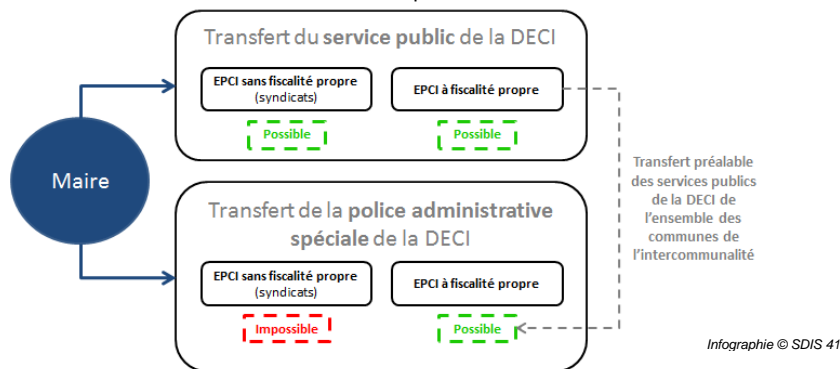 Transfert du service public de la DECI
EPCI sans fiscalité propre
(syndicats)
EPCI à fiscalité propre
Possible
Possible
Maire
Transfert préalable
des services publics
de la DECI de
l'ensemble des
communes de
l'intercommunalité
Transfert de la police administrative
spéciale de la DECI
EPCI sans fiscalité propre
(syndicats)
EPCI à fiscalité propre
Impossible
Possible
Infographie © SDIS 41